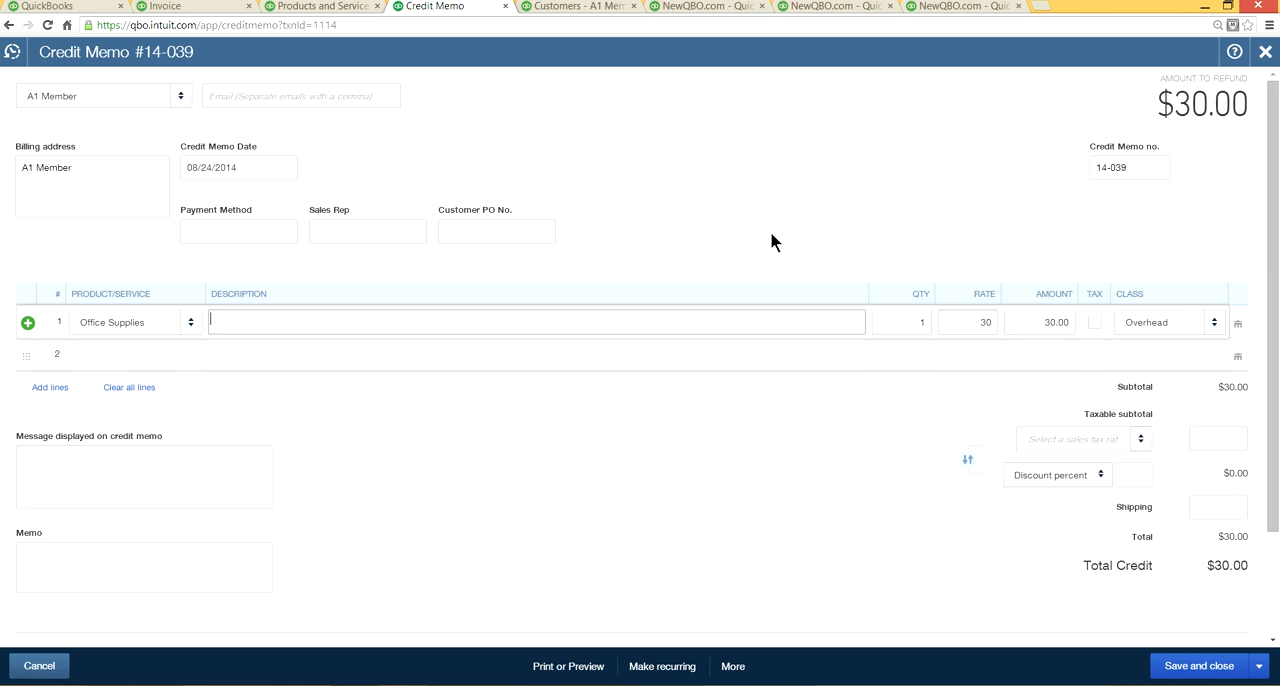 QuickBooks × Invoice × Products and Service × Credit Memo × Customers - A1 Mem × NewQBO.com - Quic × NewQBO.com - Quic × NewQBO.com - Quic ×
https://qbo.intuit.com/app/creditmemo?txnId=1114
Credit Memo #14-039
AMOUNT TO REFUND
A1 Member
Email (Separate emails with a comma)
$30.00
Billing address
Credit Memo Date
Credit Memo no.
A1 Member
08/24/2014
14-039
Payment Method
Sales Rep
Customer PO No.
# PRODUCT/SERVICE DESCRIPTION QTY RATE AMOUNT TAX CLASS
1 Office Supplies 1 30 30.00 Overhead
2
Add lines Clear all lines
Subtotal $30.00
Taxable subtotal
Message displayed on credit memo
Select a sales tax rat
Discount percent $0.00
Shipping
Memo
Total $30.00
Total Credit $30.00
Cancel Print or Preview Make recurring More Save and close